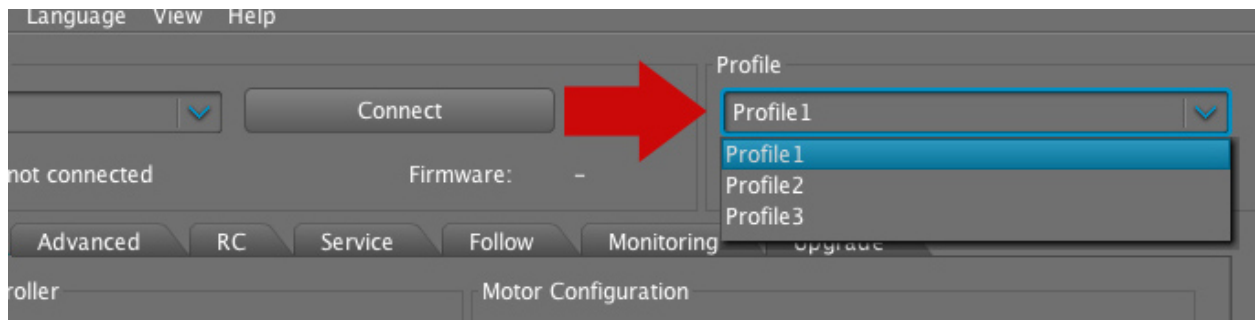 Language View Help
Profile
Connect
Profile1
not connected
Firmware: -
Profile1
Profile2
Profile3
Advanced RC Service Follow Monitoring Upgrade
roller
Motor Configuration